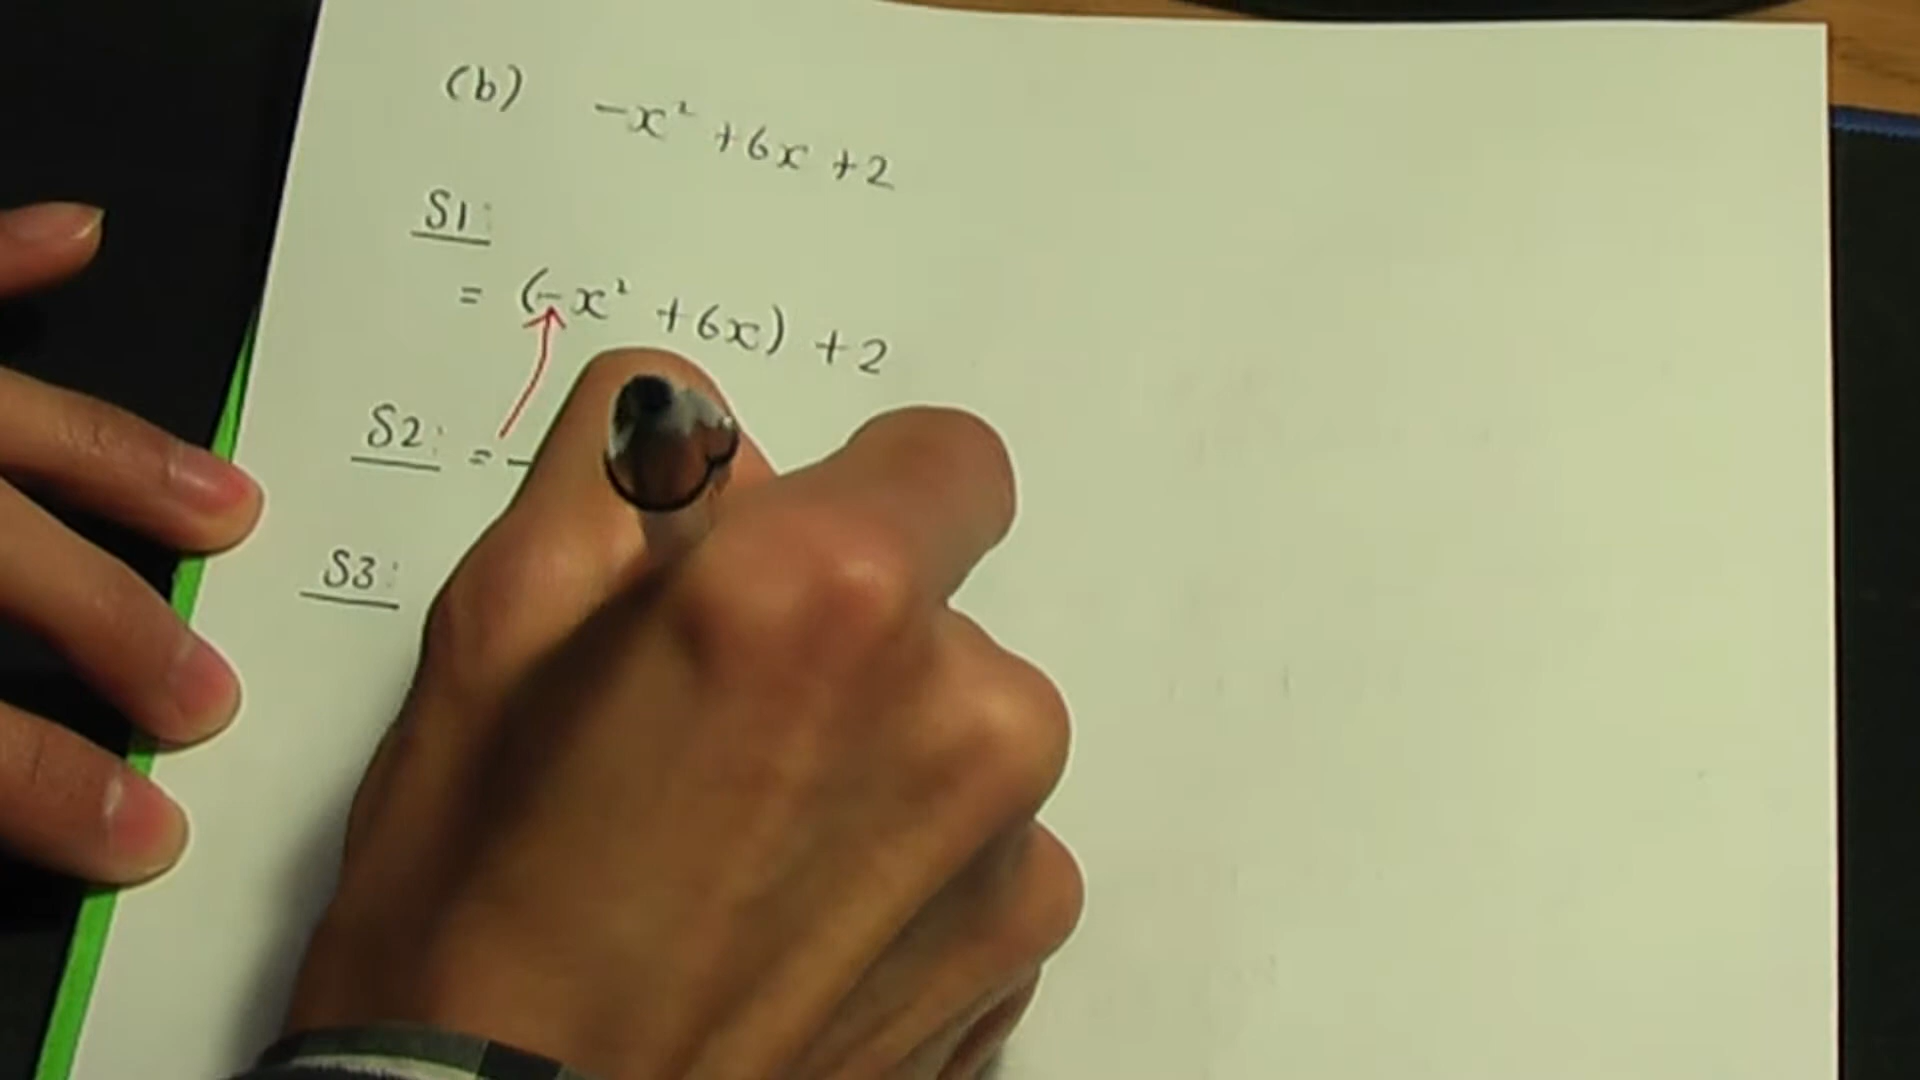 (b) -x² +6x +2
S1:
= (-x² +6x) +2
S2: = -
S3: